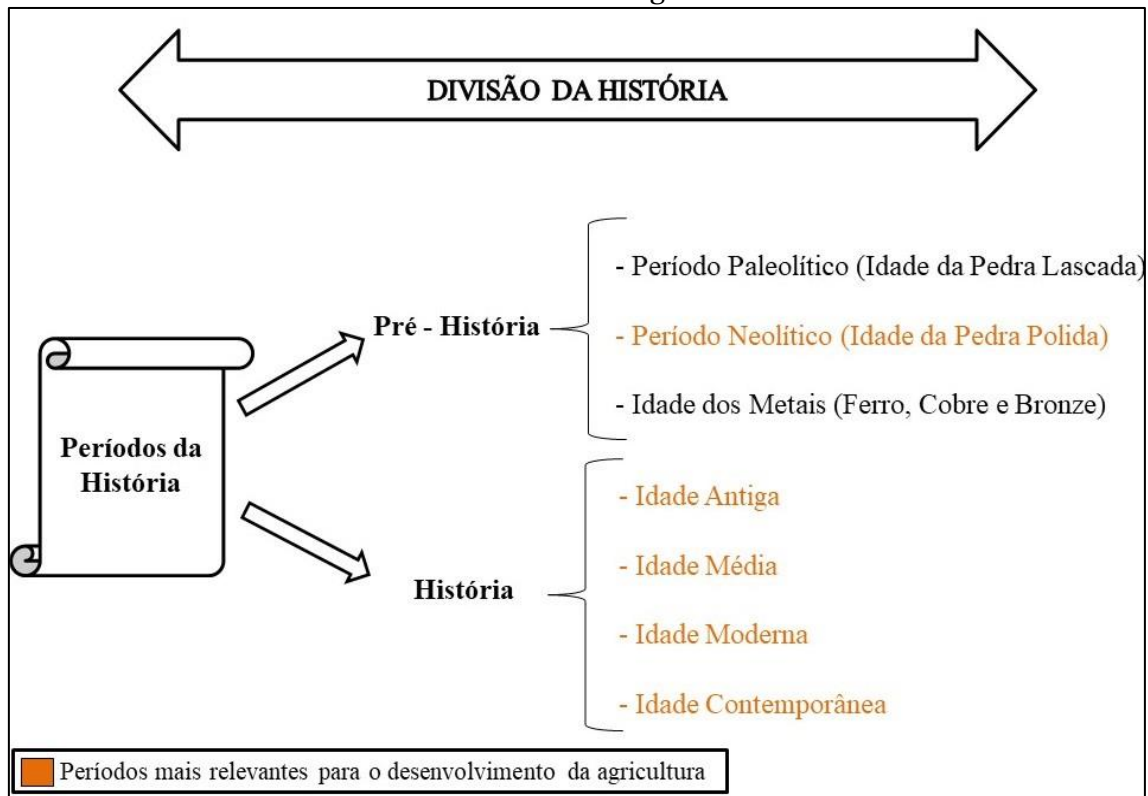 DIVISÃO DA HISTÓRIA
Períodos da
História
Pré - História
- Período Paleolítico (Idade da Pedra Lascada)
- Período Neolítico (Idade da Pedra Polida)
- Idade dos Metais (Ferro, Cobre e Bronze)
História
- Idade Antiga
- Idade Média
- Idade Moderna
- Idade Contemporânea
Períodos mais relevantes para o desenvolvimento da agricultura